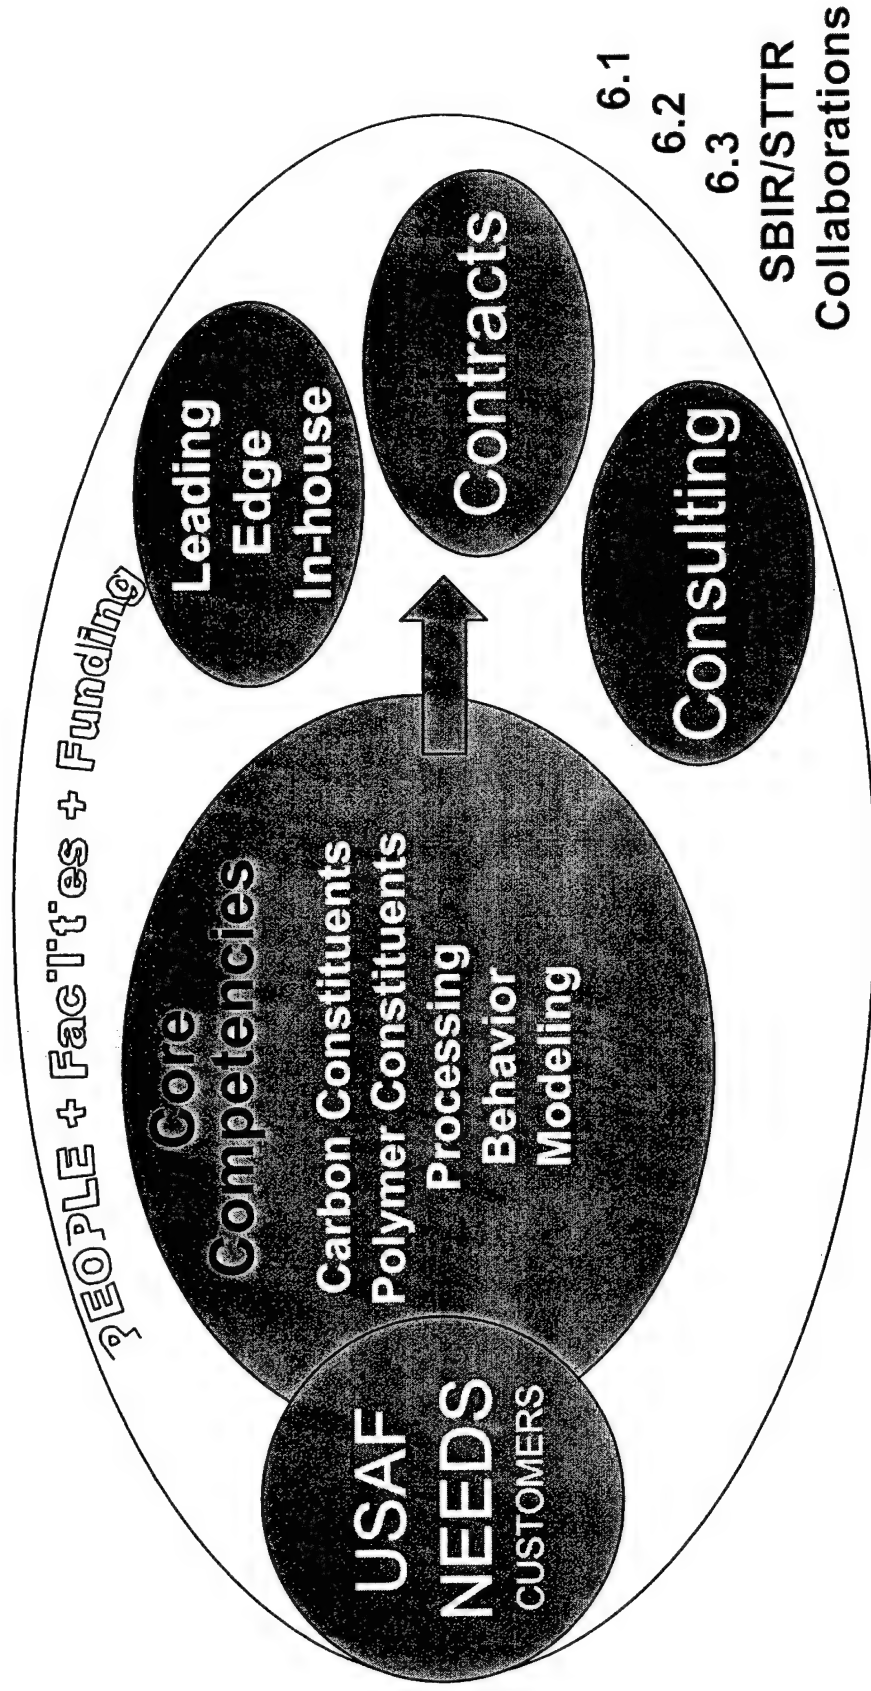 PEOPLE + Facilities + Funding
USAF
NEEDS
CUSTOMERS
Core
Competencies
Carbon Constituents
Polymer Constituents
Processing
Behavior
Modeling
Leading
Edge
In-house
Contracts
Consulting
6.1
6.2
6.3
SBIR/STTR
Collaborations